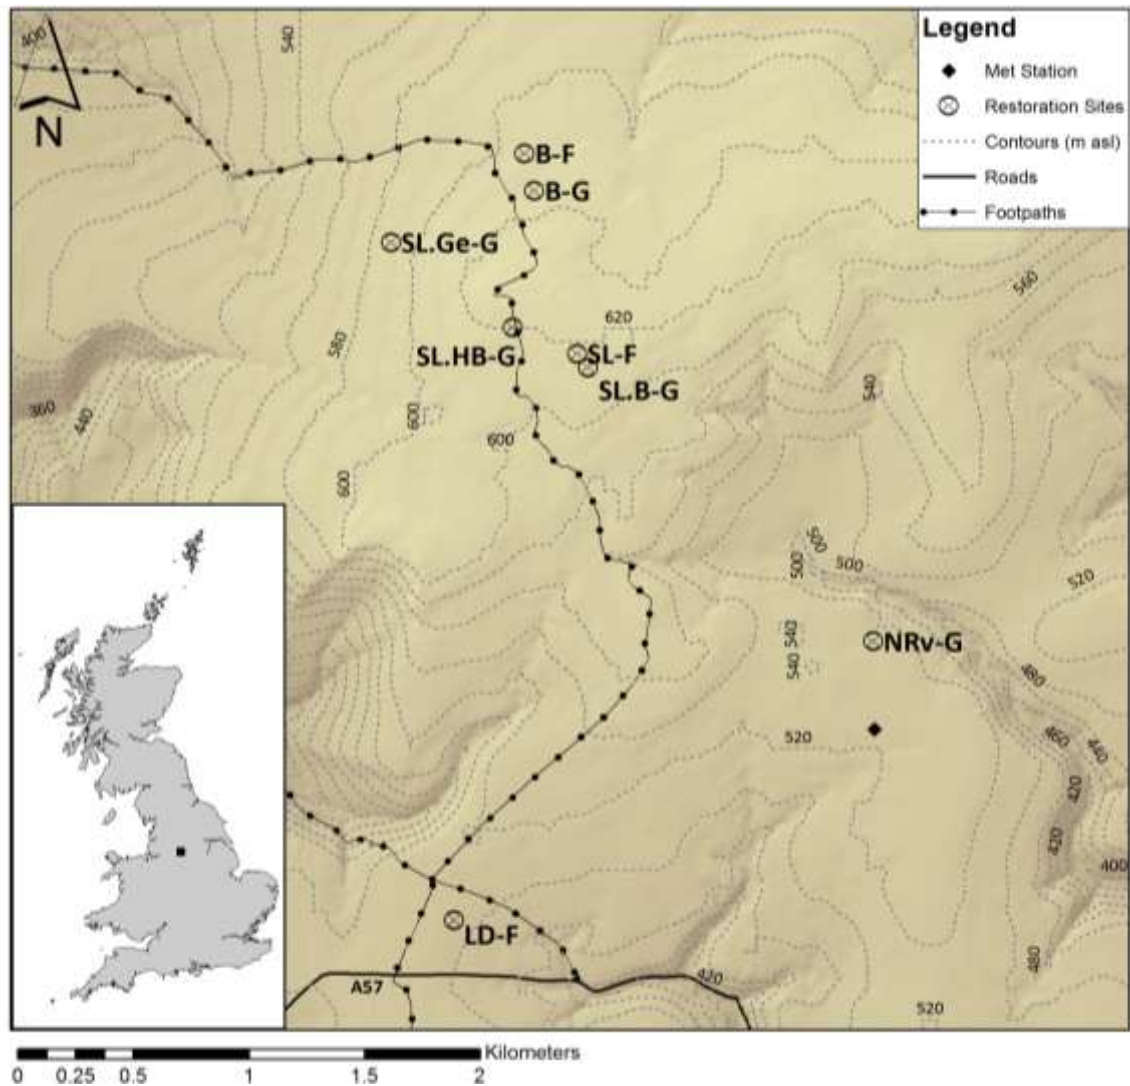 Legend
Met Station
Restoration Sites
Contours (m asl)
Roads
Footpaths
400
540
N
B-F
B-G
SL.Ge-G
560
620
580
SL.HB-G
SL-F
SL.B-G
540
360
440
600
600
600
500
500
500
520
540
540
NRv-G
480
520
460
440
420
420
400
LD-F
480
420
A57
520
Kilometers
0 0.25 0.5 1 1.5 2